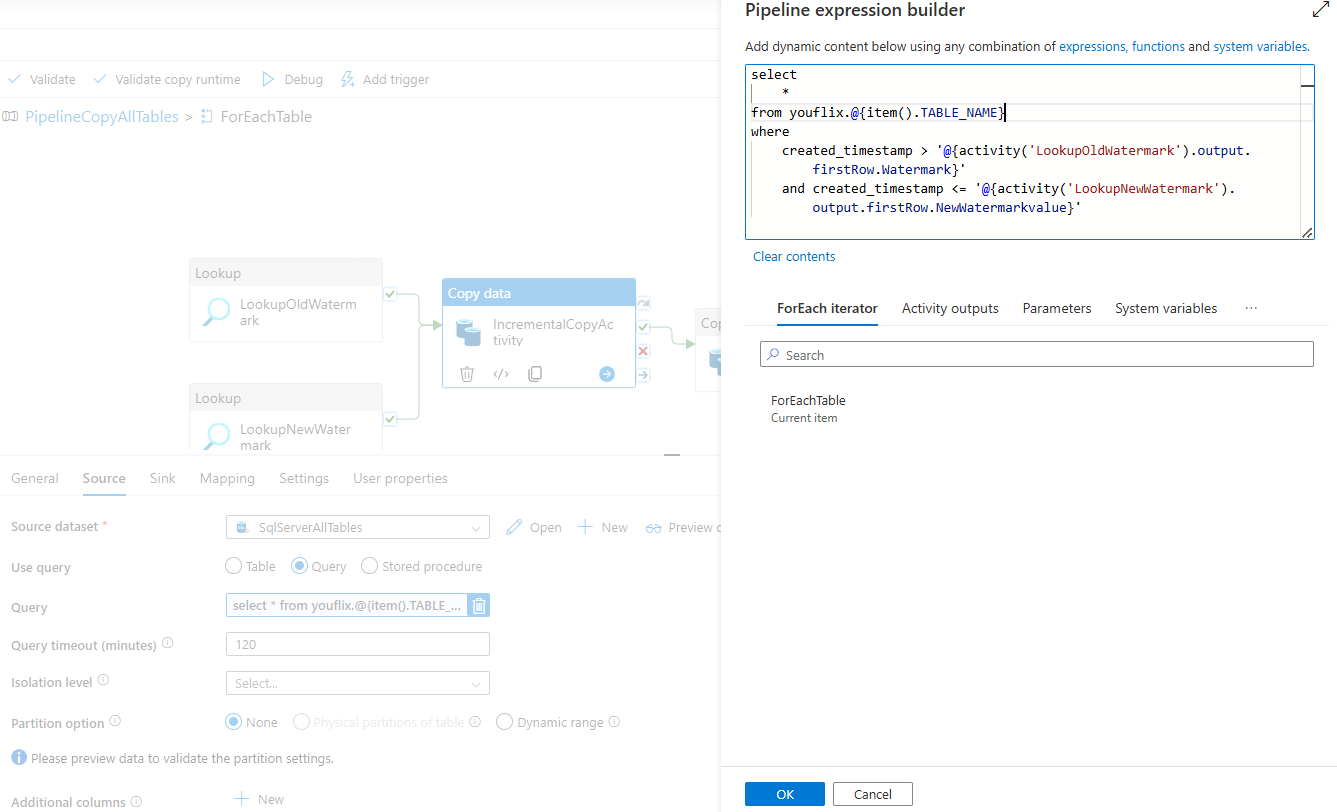 Pipeline expression builder
Add dynamic content below using any combination of expressions, functions and system variables.
select
*
from youflix.@{item().TABLE_NAME}
where
created_timestamp > '@{activity('LookupOldWatermark').output.
firstRow.Watermark}'
and created_timestamp <= '@{activity('LookupNewWatermark').
output.firstRow.NewWatermarkvalue}'
Clear contents
ForEach iterator Activity outputs Parameters System variables ...
Search
ForEachTable
Current item
OK Cancel
Validate Validate copy runtime Debug Add trigger
PipelineCopyAllTables > ForEachTable
Lookup
LookupOldWaterm
ark
Copy data
IncrementalCopyAc
tivity
Cop
Lookup
LookupNewWater
mark
General Source Sink Mapping Settings User properties
Source dataset * SqlServerAllTables Open New Preview d
Use query Table Query Stored procedure
Query select * from youflix.@{item().TABLE_...
Query timeout (minutes) 120
Isolation level Select...
Partition option None Physical partitions of table Dynamic range
Please preview data to validate the partition settings.
Additional columns New